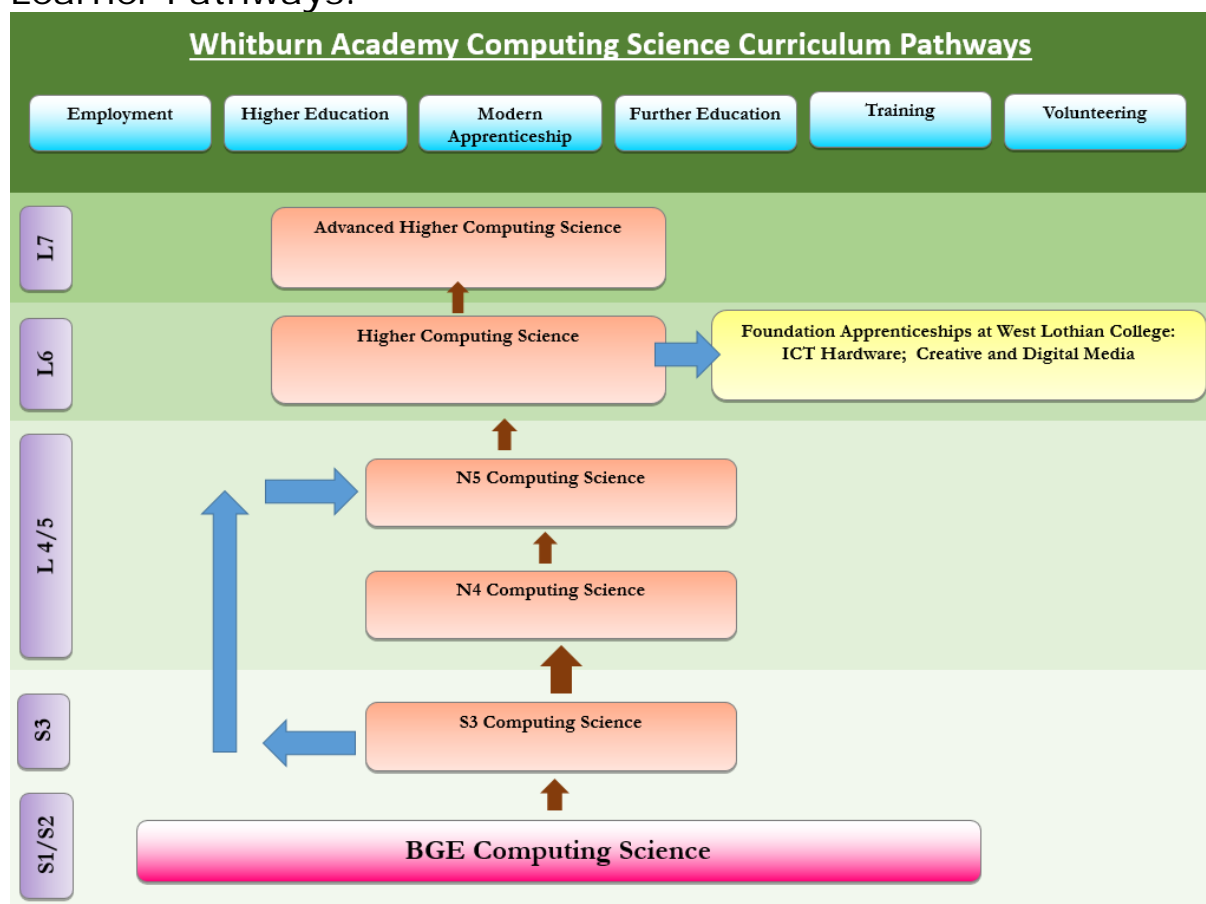 Learner Pathways:
Whitburn Academy Computing Science Curriculum Pathways
Employment
Higher Education
Modern
Apprenticeship
Further Education
Training
Volunteering
L7
Advanced Higher Computing Science
L6
Higher Computing Science
Foundation Apprenticeships at West Lothian College:
ICT Hardware; Creative and Digital Media
L 4/5
N5 Computing Science
N4 Computing Science
S3
S3 Computing Science
S1/S2
BGE Computing Science